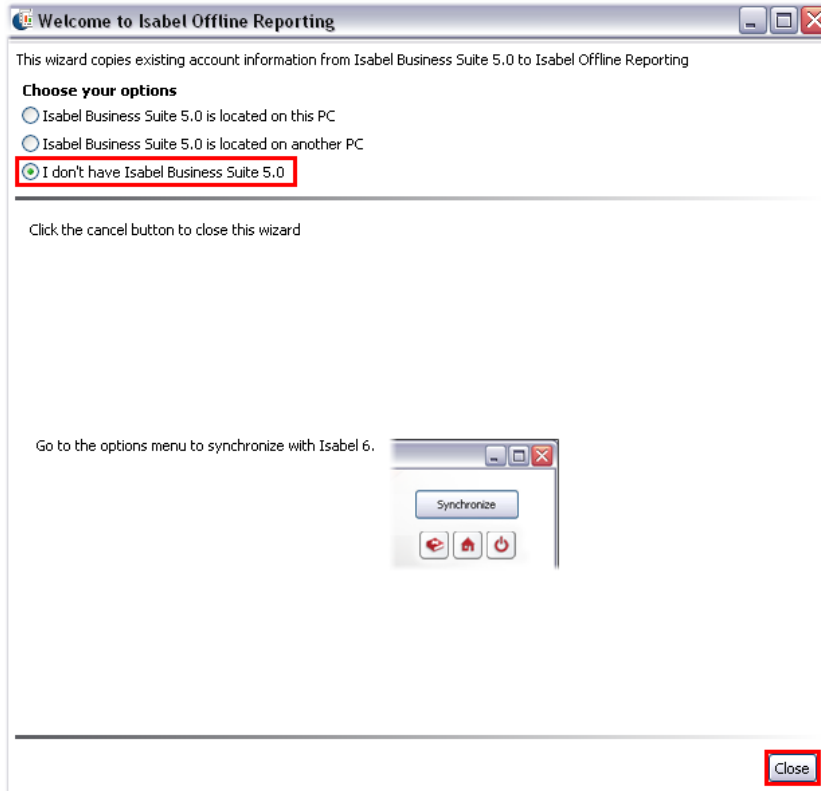 Welcome to Isabel Offline Reporting
This wizard copies existing account information from Isabel Business Suite 5.0 to Isabel Offline Reporting
Choose your options
Isabel Business Suite 5.0 is located on this PC
Isabel Business Suite 5.0 is located on another PC
I don't have Isabel Business Suite 5.0
Click the cancel button to close this wizard
Go to the options menu to synchronize with Isabel 6.
Synchronize
Close